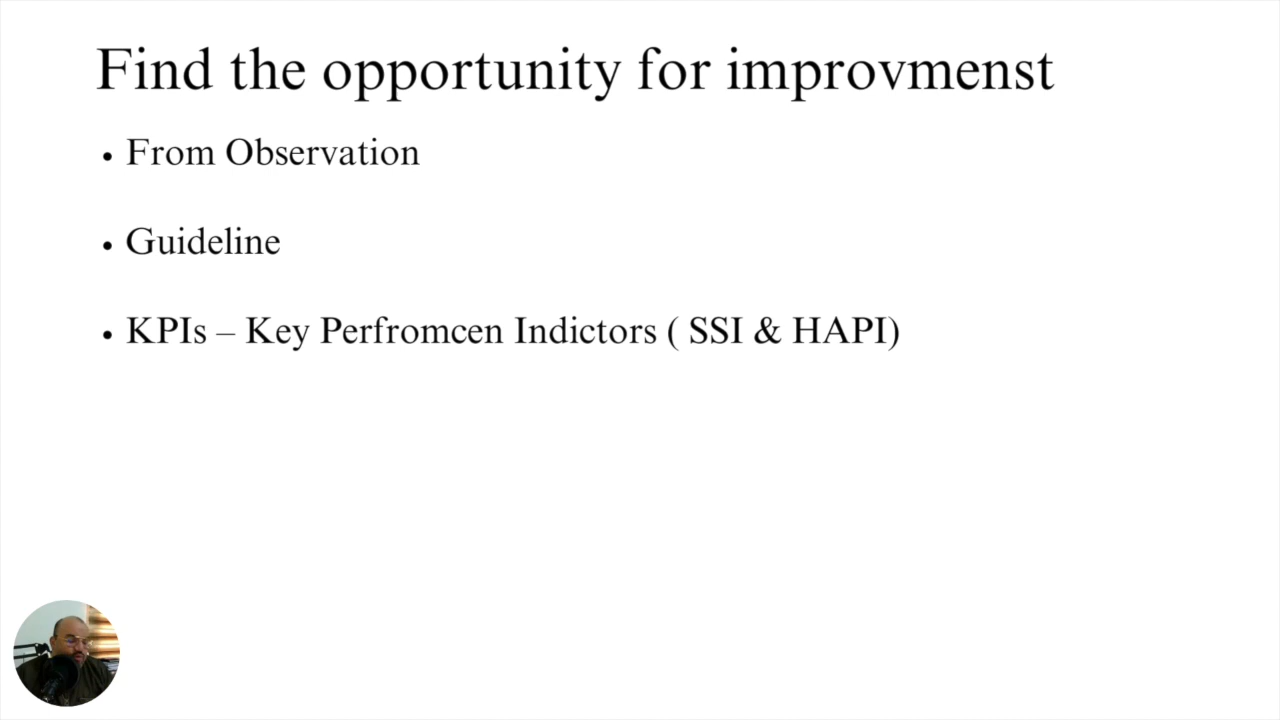 Find the opportunity for improvmenst
• From Observation
• Guideline
• KPIs – Key Perfromcen Indictors ( SSI & HAPI)